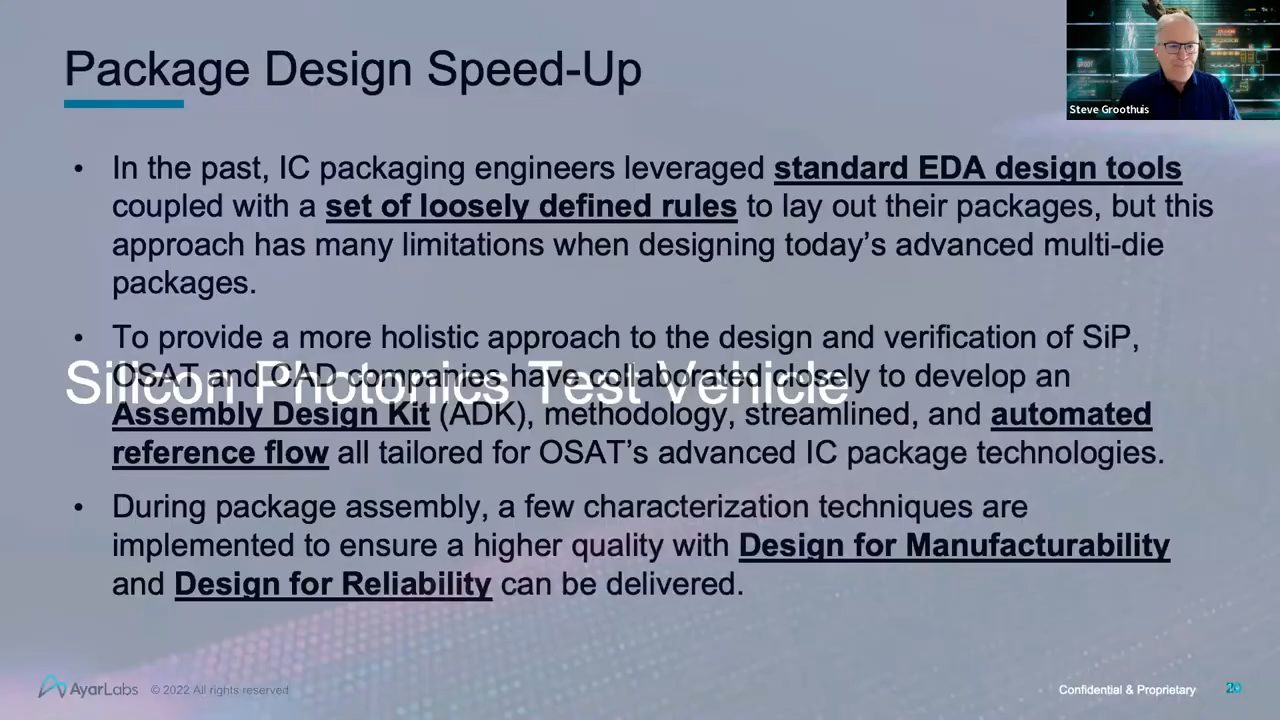 Package Design Speed-Up
Steve Groothuis
• In the past, IC packaging engineers leveraged standard EDA design tools
coupled with a set of loosely defined rules to lay out their packages, but this
approach has many limitations when designing today's advanced multi-die
packages.
• To provide a more holistic approach to the design and verification of SiP,
OSAT and CAD companies have collaborated closely to develop an
Silicon Photonics Test Vehicle
Assembly Design Kit (ADK), methodology, streamlined, and automated
reference flow all tailored for OSAT's advanced IC package technologies.
• During package assembly, a few characterization techniques are
implemented to ensure a higher quality with Design for Manufacturability
and Design for Reliability can be delivered.
AyarLabs © 2022 All rights reserved
Confidential & Proprietary